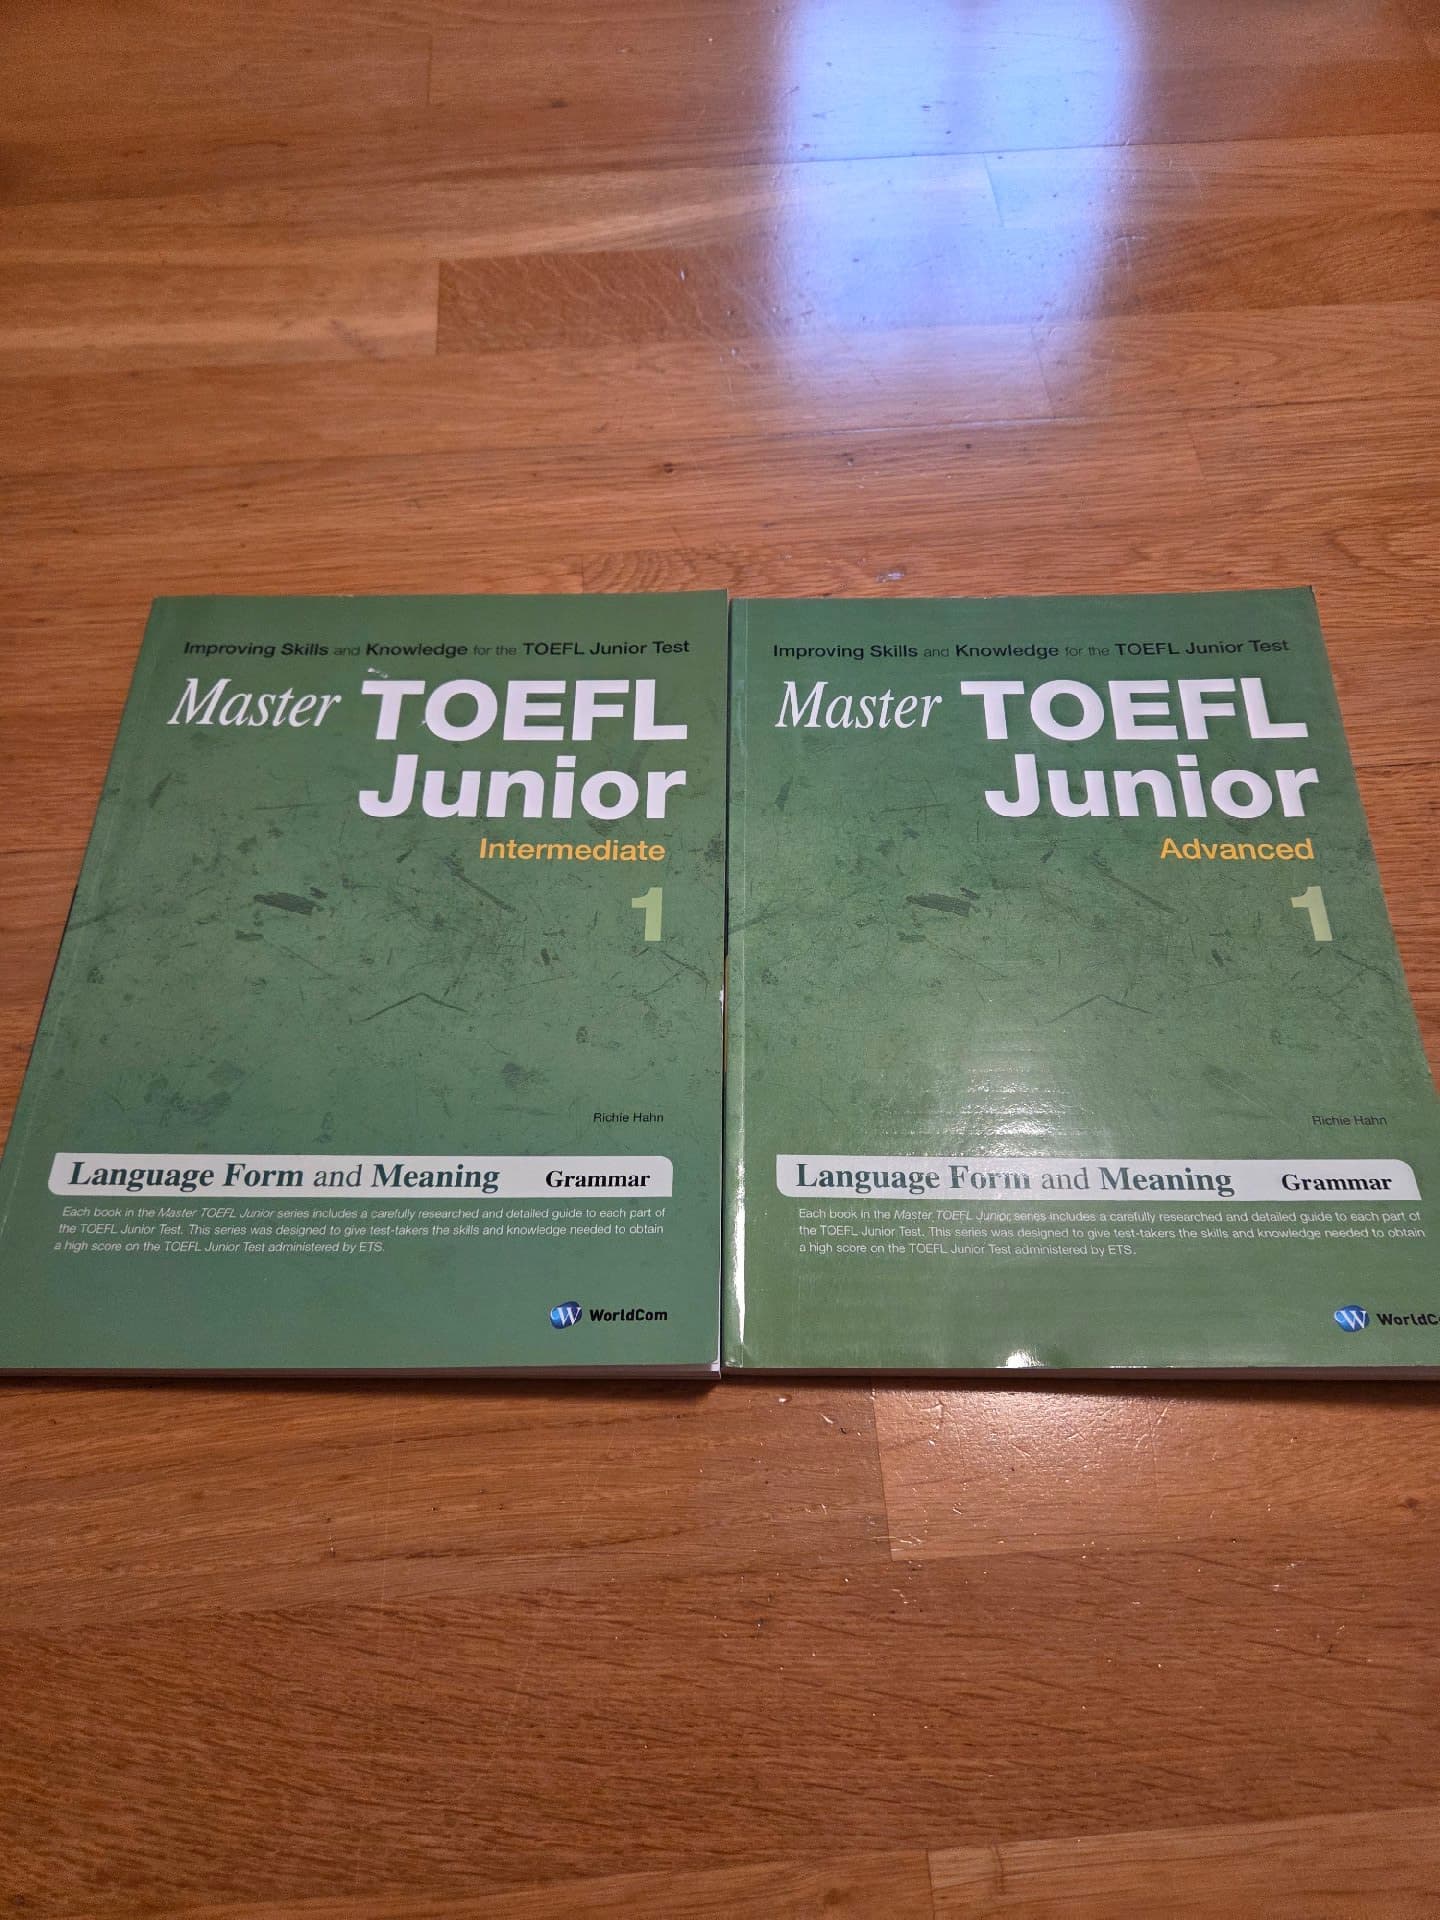 Improving Skills and Knowledge for the TOEFL Junior Test
Master TOEFL
Junior
Intermediate
1
Richie Hahn
Language Form and Meaning Grammar
Each book in the Master TOEFL Junior series includes a carefully researched and detailed guide to each part of
the TOEFL Junior Test. This series was designed to give test-takers the skills and knowledge needed to obtain
a high score on the TOEFL Junior Test administered by ETS.
W WorldCom
Improving Skills and Knowledge for the TOEFL Junior Test
Master TOEFL
Junior
Advanced
1
Richie Hahn
Language Form and Meaning Grammar
Each book in the Master TOEFL Junior series includes a carefully researched and detailed guide to each part of
the TOEFL Junior Test. This series was designed to give test-takers the skills and knowledge needed to obtain
a high score on the TOEFL Junior Test administered by ETS.
W WorldC